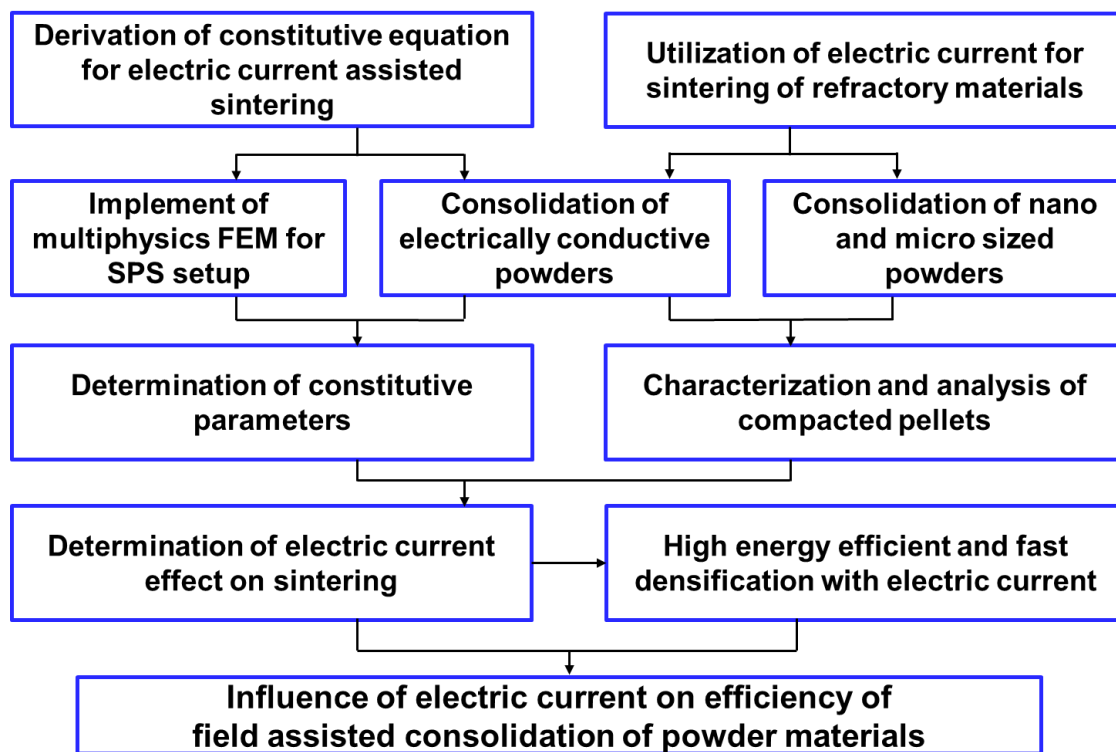 Derivation of constitutive equation
for electric current assisted
sintering
Utilization of electric current for
sintering of refractory materials
Implement of
multiphysics FEM for
SPS setup
Consolidation of
electrically conductive
powders
Consolidation of nano
and micro sized
powders
Determination of constitutive
parameters
Characterization and analysis of
compacted pellets
Determination of electric current
effect on sintering
High energy efficient and fast
densification with electric current
Influence of electric current on efficiency of
field assisted consolidation of powder materials